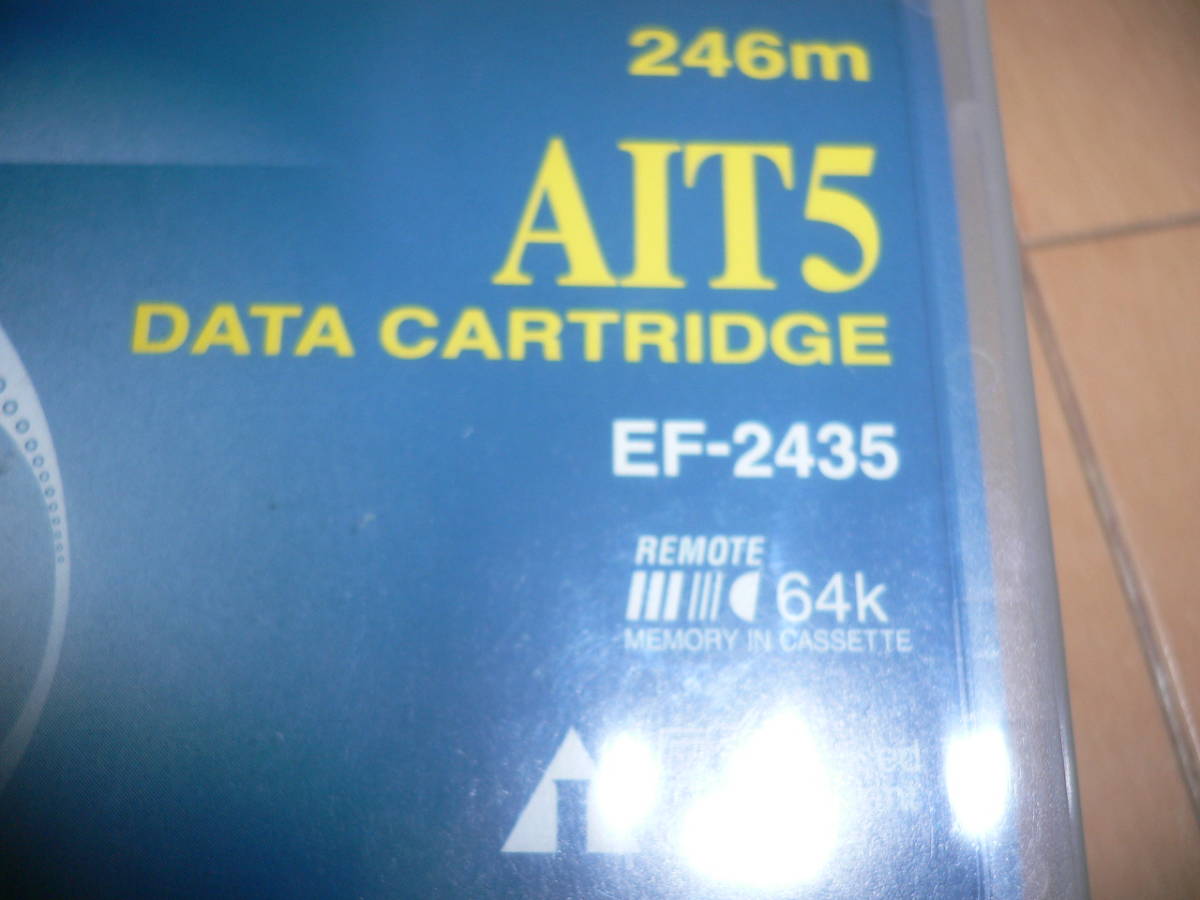 246m
AIT5
DATA CARTRIDGE
EF-2435
REMOTE
64k
MEMORY IN CASSETTE